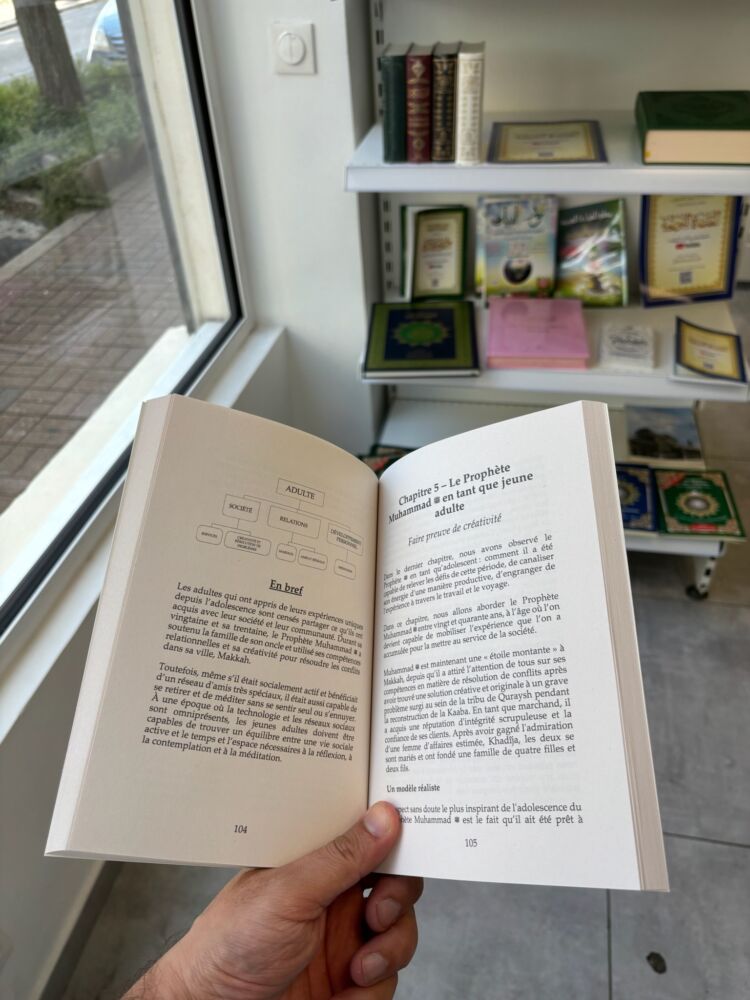 ADULTE
SOCIÉTÉ
RELATIONS
DÉVELOPPEMENT
PERSONNEL
SERVICES
En bref
Les adultes qui ont appris de leurs expériences uniques
depuis l'adolescence sont censés partager ce qu'ils ont
acquis avec leur société et leur communauté. Durant sa
vingtaine et sa trentaine, le Prophète Muhammad ﷺ a
soutenu la famille de son oncle et utilisé ses compétences
relationnelles et sa créativité pour résoudre les conflits
dans sa ville, Makkah.
Toutefois, même s'il était socialement actif et bénéficiait
d'un réseau d'amis très spéciaux, il était aussi capable de
se retirer et de méditer sans se sentir seul ou s'ennuyer.
À une époque où la technologie et les réseaux sociaux
sont omniprésents, les jeunes adultes doivent être
capables de trouver un équilibre entre une vie sociale
active et le temps et l'espace nécessaires à la réflexion, à
la contemplation et à la méditation.
104
Chapitre 5 – Le Prophète
Muhammad ﷺ en tant que jeune
adulte
Faire preuve de créativité
Dans le dernier chapitre, nous avons observé le
Prophète ﷺ en tant qu'adolescent : comment il a été
capable de relever les défis de cette période, de canaliser
son énergie d'une manière productive, d'engranger de
l'expérience à travers le travail et le voyage.
Dans ce chapitre, nous allons aborder le Prophète
Muhammad ﷺ entre vingt et quarante ans, à l'âge où l'on
devient capable de mobiliser l'expérience que l'on a
accumulée pour la mettre au service de la société.
Muhammad ﷺ est maintenant une « étoile montante » à
Makkah, depuis qu'il a attiré l'attention de tous sur ses
compétences en matière de résolution de conflits après
avoir trouvé une solution créative et originale à un grave
problème surgi au sein de la tribu de Quraysh pendant
la reconstruction de la Kaaba. En tant que marchand, il
a acquis une réputation d'intégrité scrupuleuse et la
confiance de ses clients. Après avoir gagné l'admiration
d'une femme d'affaires estimée, Khadîja, les deux se
sont mariés et ont fondé une famille de quatre filles et
deux fils.
Un modèle réaliste
sans doute le plus inspirant de l'adolescence du
Muhammad ﷺ est le fait qu'il ait été prêt à
105